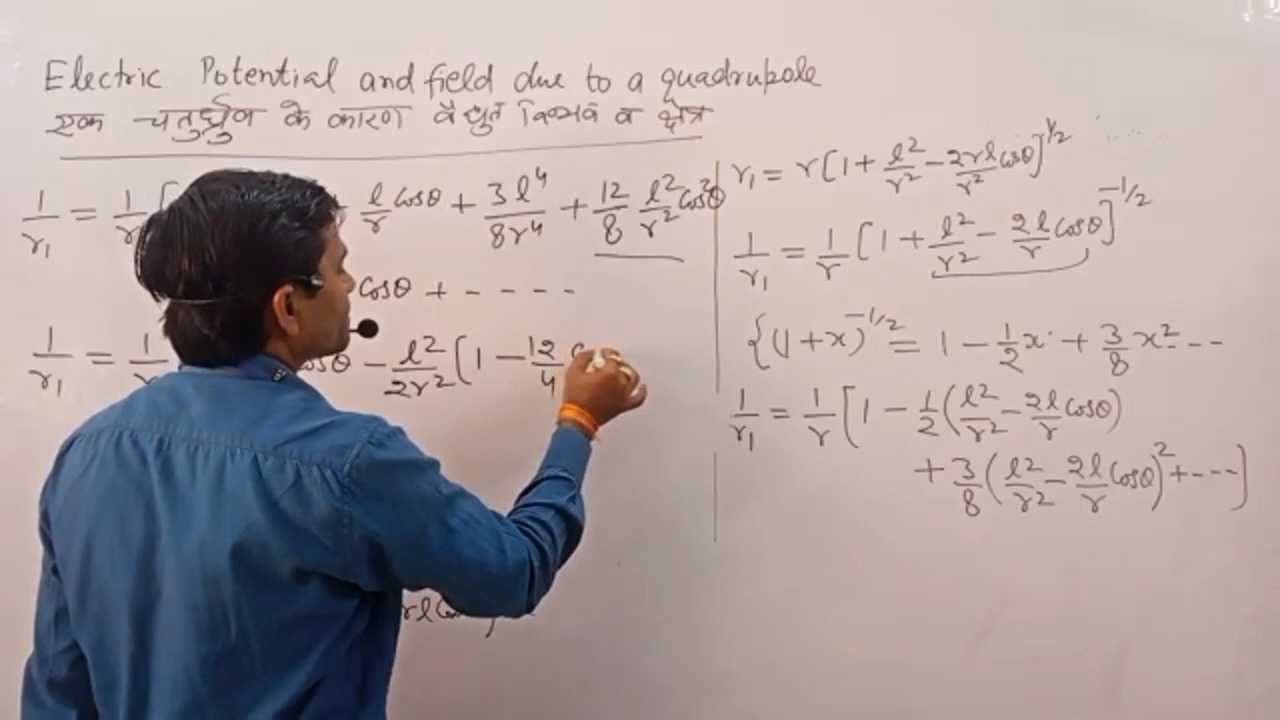 Electric Potential and field due to a quadrupole
एक चतुर्ध्रुव के कारण वैद्युत विभव व क्षेत्र
1/r₁ = 1/r [ l/r cosθ + 3l⁴/8r⁴ + 12/8 l²/r² cos²θ
cosθ + - - - -
1/r₁ = 1/r cosθ - l²/2r² (1 - 12/4
rl
r₁ = r[1 + l²/r² - 2rl/r² cosθ]^1/2
1/r₁ = 1/r [1 + l²/r² - 2l/r cosθ]^-1/2
{(1+x)^-1/2 = 1 - 1/2 x + 3/8 x² - - -
1/r₁ = 1/r [1 - 1/2 (l²/r² - 2l/r cosθ)
+ 3/8 (l²/r² - 2l/r cosθ)² + - - -]